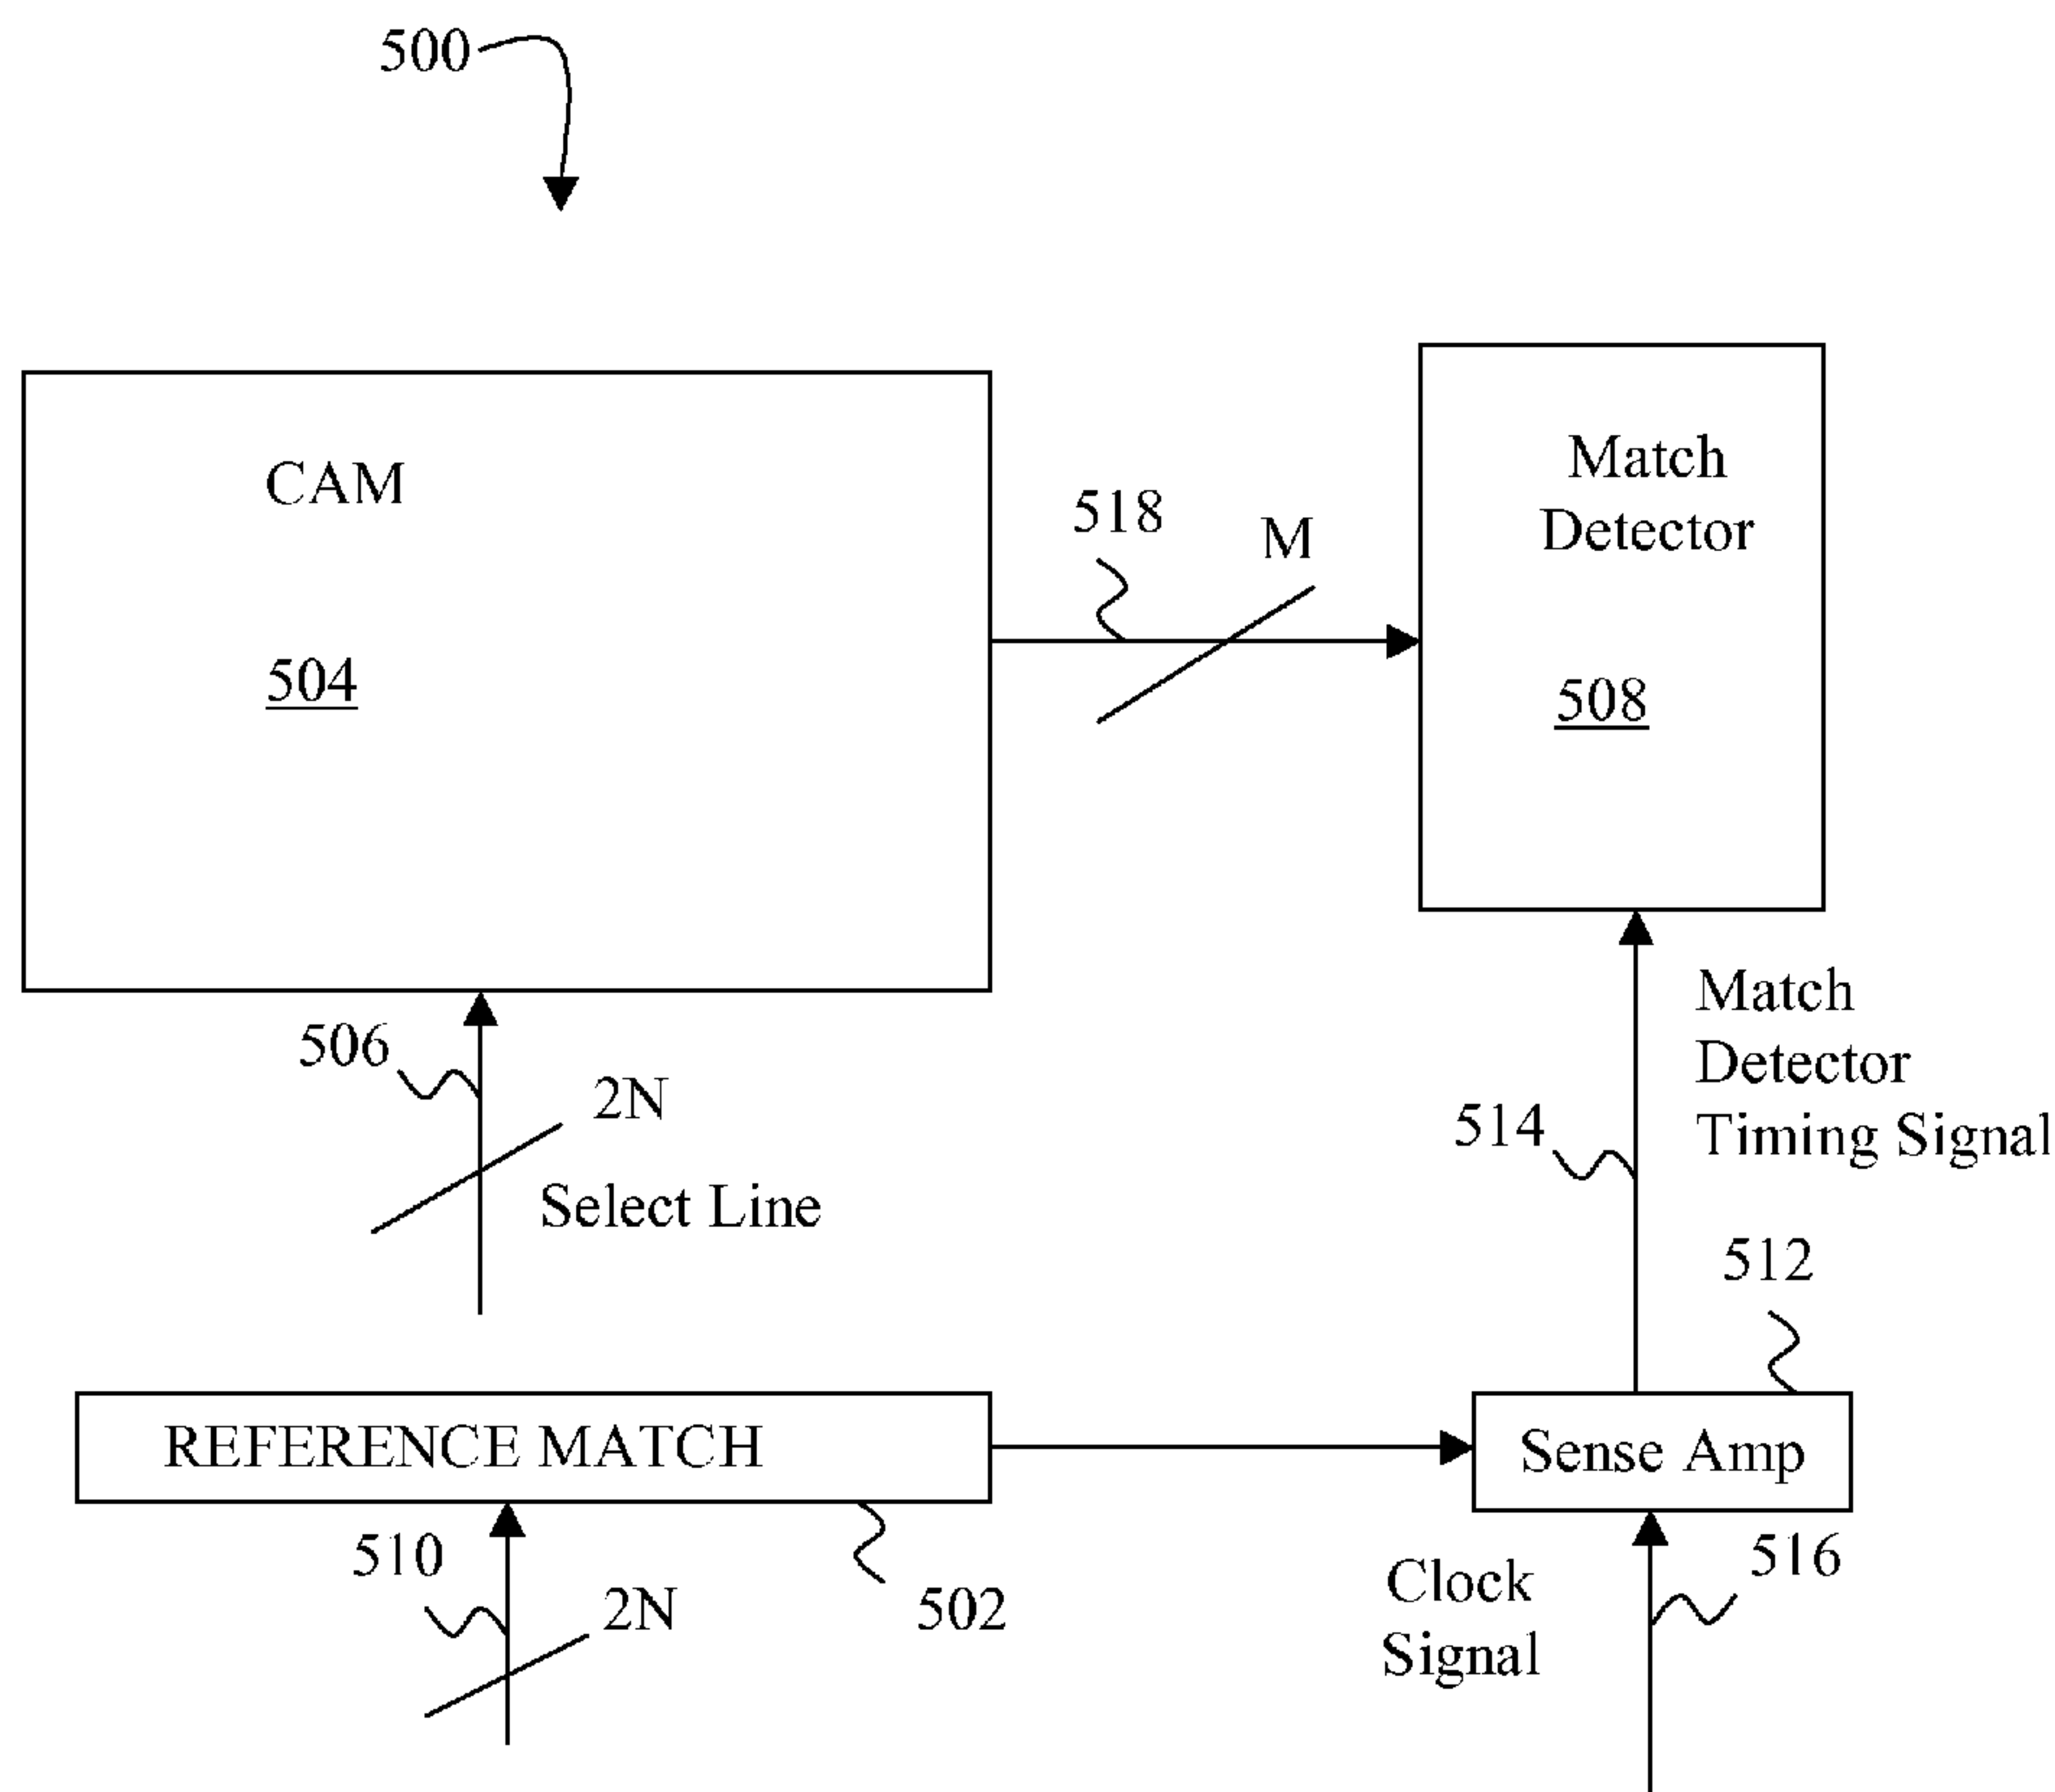 500
CAM
504
518
M
Match
Detector
508
506
2N
Select Line
514
Match
Detector
Timing Signal
512
REFERENCE MATCH
Sense Amp
510
2N
502
Clock
Signal
516